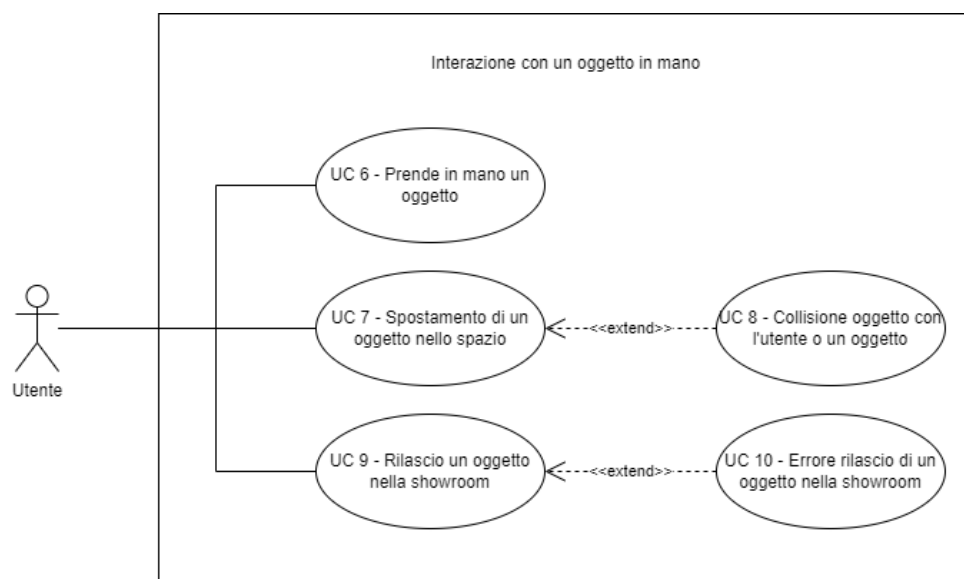 Interazione con un oggetto in mano
UC 6 - Prende in mano un
oggetto
UC 7 - Spostamento di un
oggetto nello spazio
<<extend>>
UC 8 - Collisione oggetto con
l'utente o un oggetto
Utente
UC 9 - Rilascio un oggetto
nella showroom
<<extend>>
UC 10 - Errore rilascio di un
oggetto nella showroom